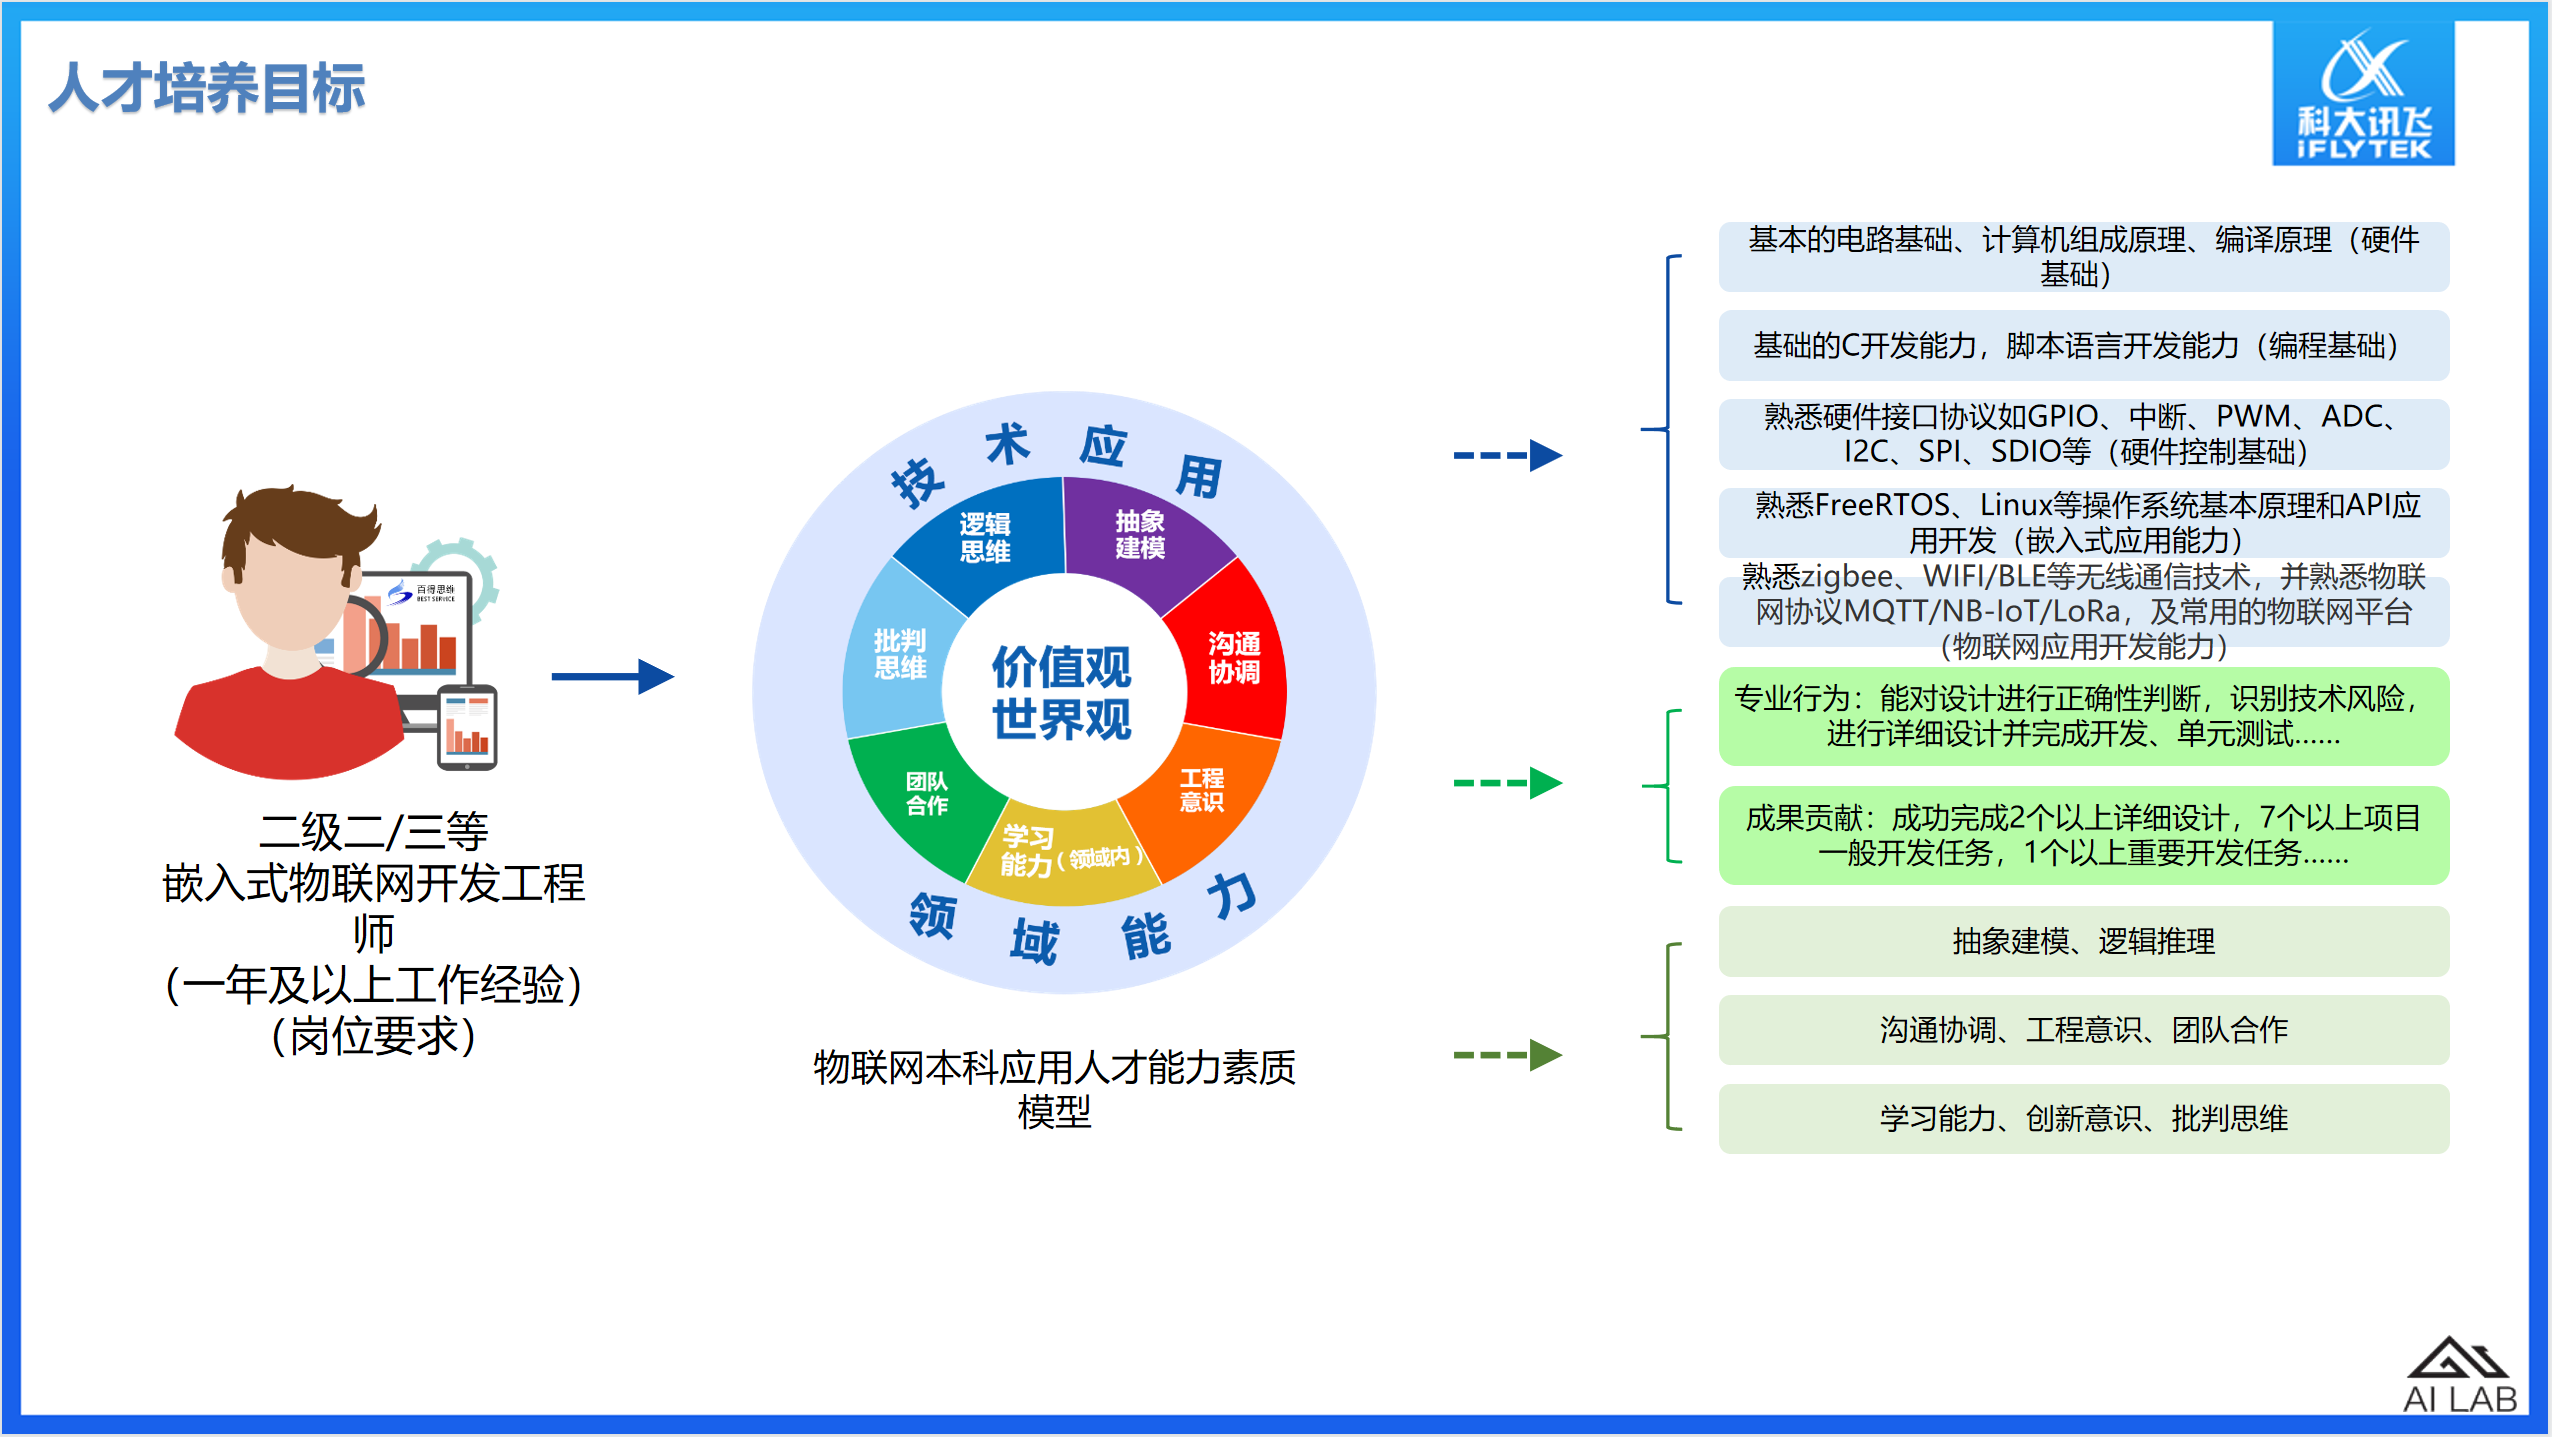 人才培养目标
科大讯飞
iFLYTEK
百得思维
BEST SERVICE
二级二/三等
嵌入式物联网开发工程
师
（一年及以上工作经验）
（岗位要求）
技术应用
逻辑
思维
抽象
建模
批判
思维
沟通
协调
价值观
世界观
团队
合作
工程
意识
学习
能力（领域内）
领域能力
物联网本科应用人才能力素质
模型
基本的电路基础、计算机组成原理、编译原理（硬件
基础）
基础的C开发能力，脚本语言开发能力（编程基础）
熟悉硬件接口协议如GPIO、中断、PWM、ADC、
I2C、SPI、SDIO等（硬件控制基础）
熟悉FreeRTOS、Linux等操作系统基本原理和API应
用开发（嵌入式应用能力）
熟悉zigbee、WIFI/BLE等无线通信技术，并熟悉物联
网协议MQTT/NB-IoT/LoRa，及常用的物联网平台
（物联网应用开发能力）
专业行为：能对设计进行正确性判断，识别技术风险，
进行详细设计并完成开发、单元测试……
成果贡献：成功完成2个以上详细设计，7个以上项目
一般开发任务，1个以上重要开发任务……
抽象建模、逻辑推理
沟通协调、工程意识、团队合作
学习能力、创新意识、批判思维
AI LAB